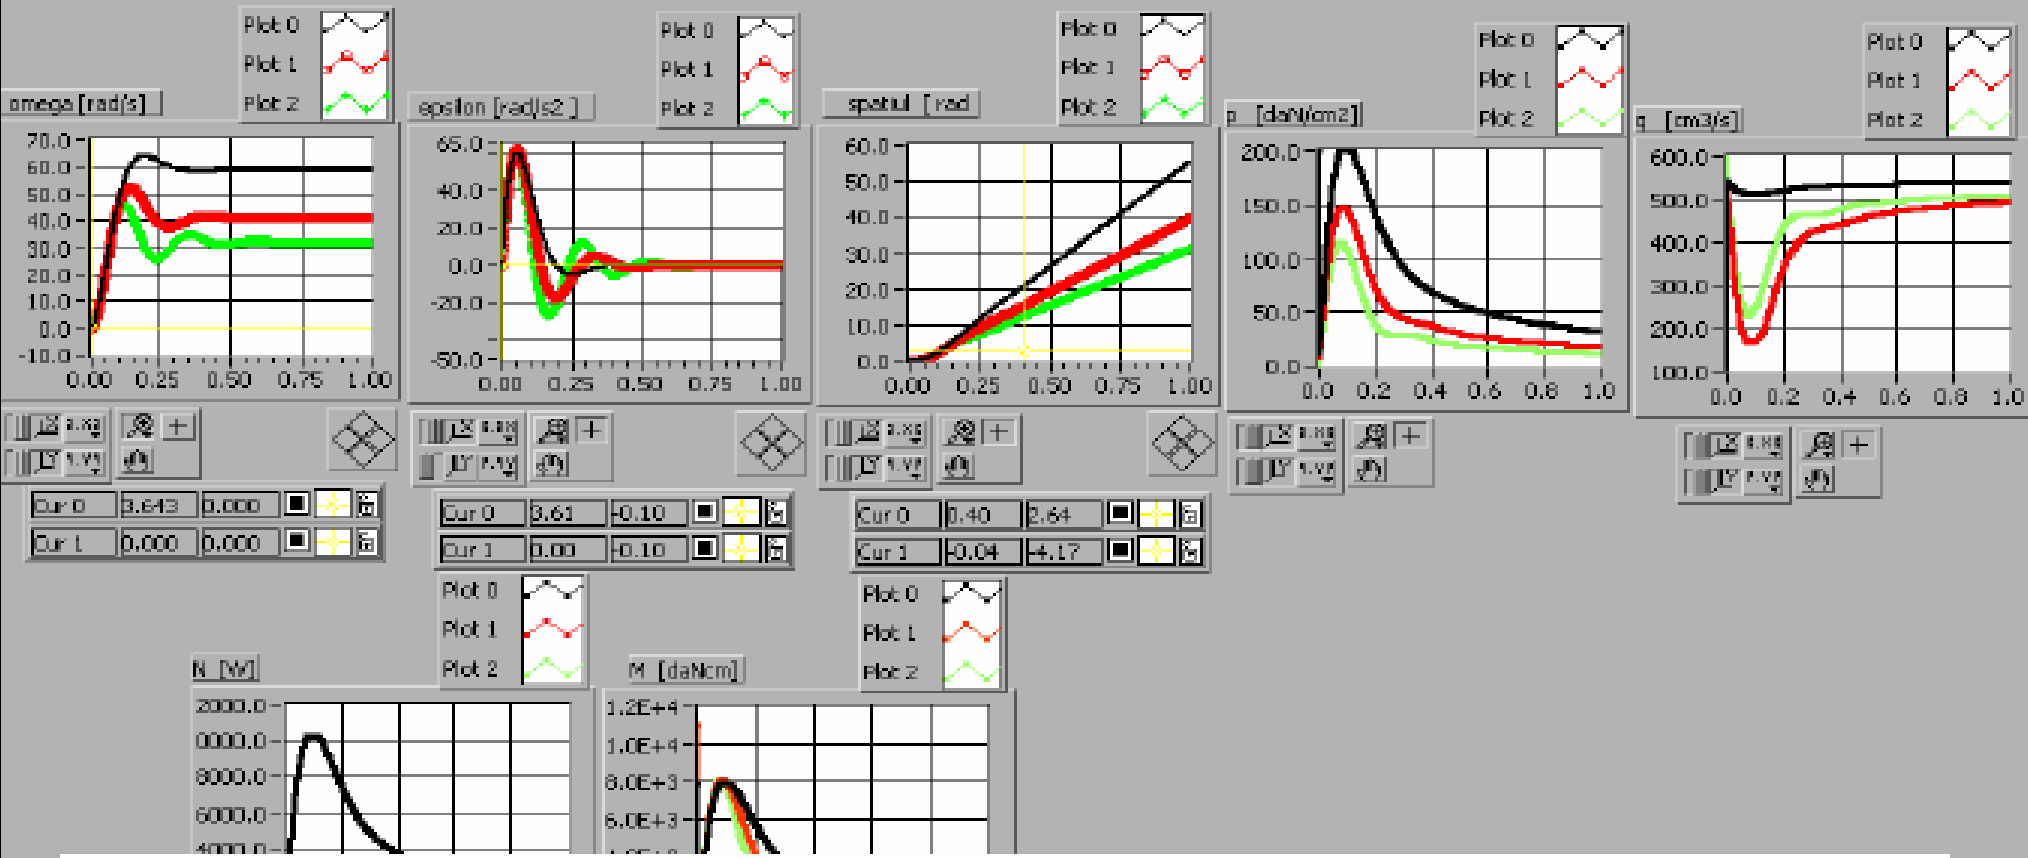 Plot 0
Plot 1
Plot 2
omega [rad/s]
70.0
60.0
50.0
40.0
30.0
20.0
10.0
0.0
-10.0
0.00 0.25 0.50 0.75 1.00
Cur 0 3.643 0.000
Cur 1 0.000 0.000
Plot 0
Plot 1
Plot 2
epsilon [rad/s2 ]
65.0
40.0
20.0
0.0
-20.0
-50.0
0.00 0.25 0.50 0.75 1.00
Cur 0 3.61 -0.10
Cur 1 0.00 -0.10
Plot 0
Plot 1
Plot 2
spatiul [ rad
60.0
50.0
40.0
30.0
20.0
10.0
0.0
0.00 0.25 0.50 0.75 1.00
Cur 0 0.40 2.64
Cur 1 -0.04 -4.17
Plot 0
Plot 1
Plot 2
p [daN/cm2]
200.0
150.0
100.0
50.0
0.0
0.0 0.2 0.4 0.6 0.8 1.0
Plot 0
Plot 1
Plot 2
q [cm3/s]
600.0
500.0
400.0
300.0
200.0
100.0
0.0 0.2 0.4 0.6 0.8 1.0
Plot 0
Plot 1
Plot 2
N [W]
2000.0
0000.0
8000.0
6000.0
4000.0
Plot 0
Plot 1
Plot 2
M [daNcm]
1.2E+4
1.0E+4
8.0E+3
6.0E+3